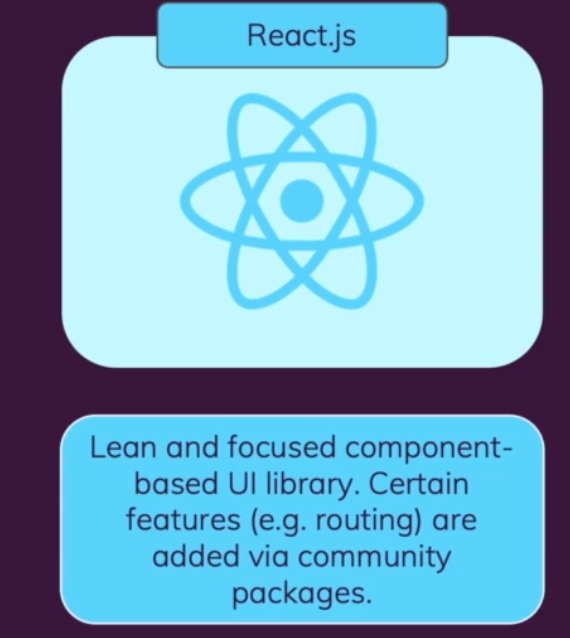 React.js
Lean and focused component-
based UI library. Certain
features (e.g. routing) are
added via community
packages.